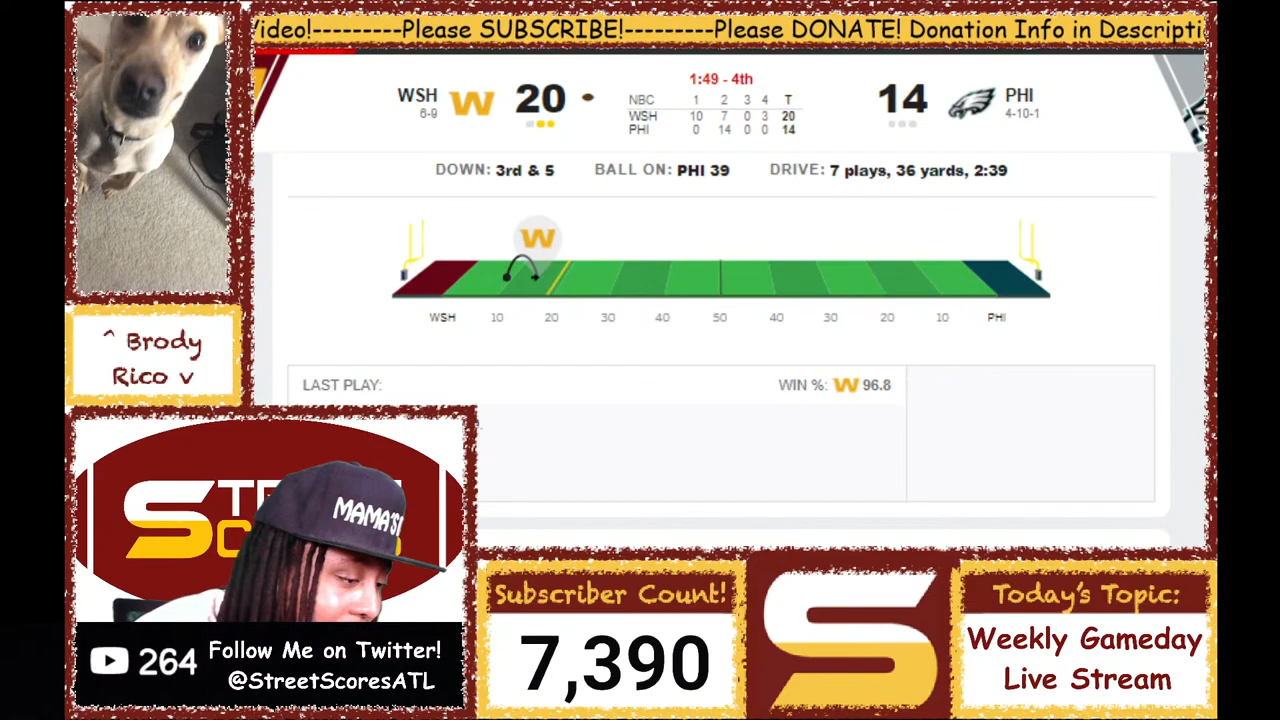 ideo!---------Please SUBSCRIBE!---------Please DONATE! Donation Info in Descripti
WSH
6-9
W
20
1:49 - 4th
NBC 1 2 3 4 T
WSH 10 7 0 3 20
PHI 0 14 0 0 14
14
PHI
4-10-1
DOWN: 3rd & 5
BALL ON: PHI 39
DRIVE: 7 plays, 36 yards, 2:39
W
WSH 10 20 30 40 50 40 30 20 10 PHI
LAST PLAY:
WIN %: W 96.8
^ Brody
Rico v
MAMA'S
264
Follow Me on Twitter!
@StreetScoresATL
Subscriber Count!
7,390
S
Today's Topic:
Weekly Gameday
Live Stream